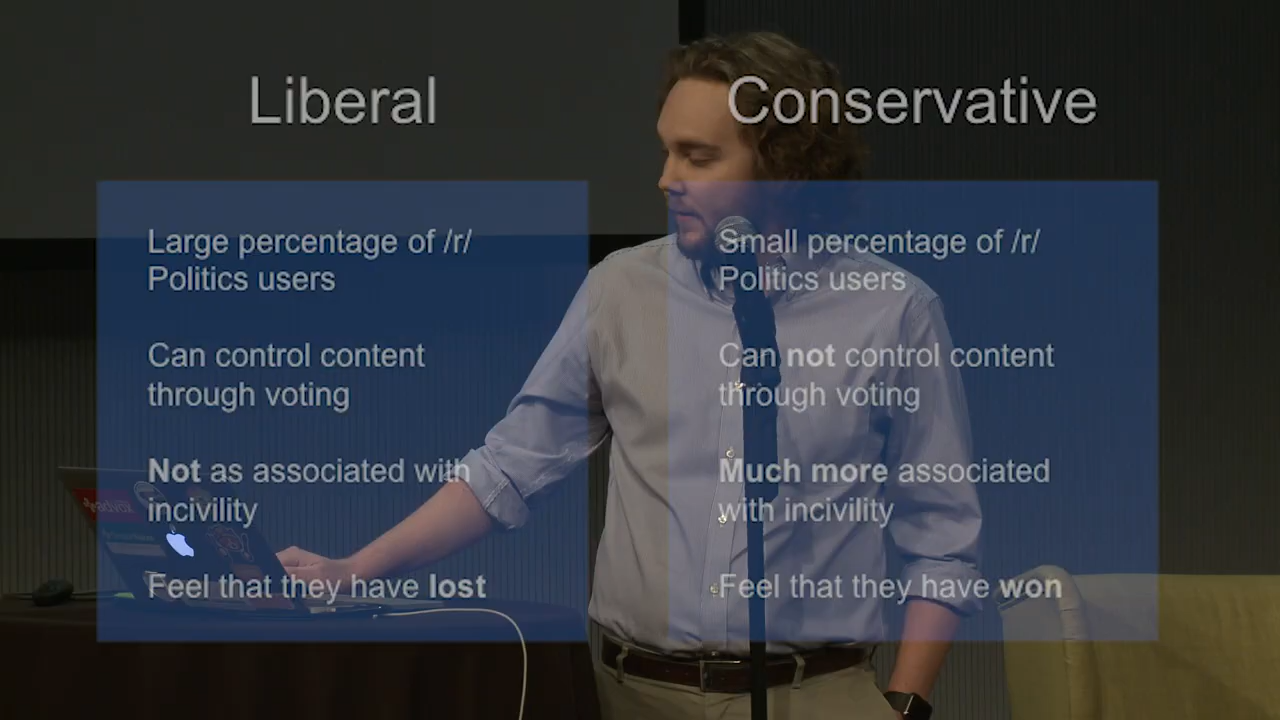 Liberal
Conservative
Large percentage of /r/
Politics users
Can control content
through voting
Not as associated with
incivility
Feel that they have lost
Small percentage of /r/
Politics users
Can not control content
through voting
Much more associated
with incivility
Feel that they have won